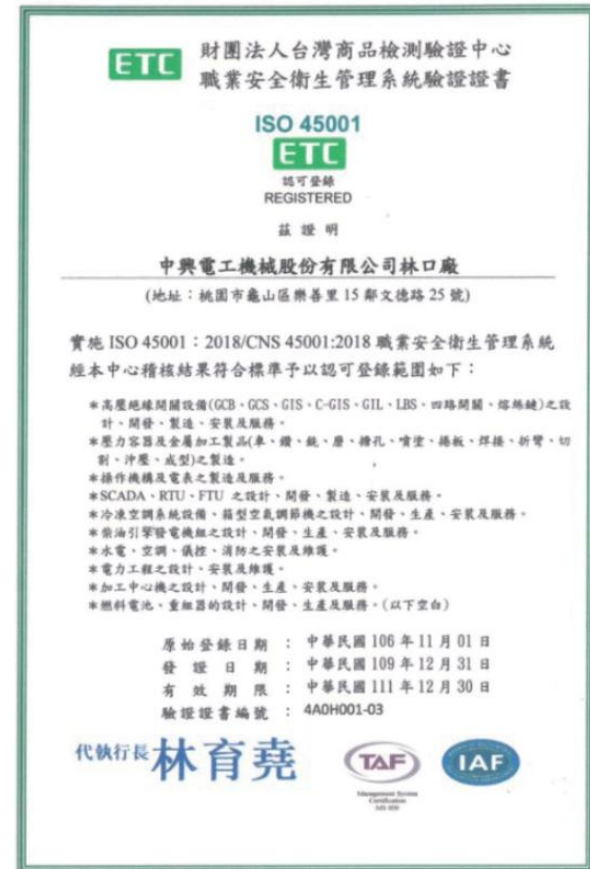 ETC
財團法人台灣商品檢測驗證中心
職業安全衛生管理系統驗證證書
ISO 45001
ETC
認可登錄
REGISTERED
茲證明
中興電工機械股份有限公司林口廠
(地址：桃園市龜山區樂善里 15 鄰文德路 25 號)
實施 ISO 45001：2018/CNS 45001:2018 職業安全衛生管理系統
經本中心稽核結果符合標準予以認可登錄範圍如下：
*高壓絕緣開關設備(GCB、GCS、GIS、C-GIS、GIL、LBS、四路開關、熔絲鏈)之設
計、開發、製造、安裝及服務。
*壓力容器及金屬加工製品(車、鑽、銑、磨、搪孔、噴塗、捲板、焊接、折彎、切
割、沖壓、成型)之製造。
*操作機構及電表之製造及服務。
*SCADA、RTU、FTU 之設計、開發、製造、安裝及服務。
*冷凍空調系統設備、箱型空氣調節機之設計、開發、生產、安裝及服務。
*柴油引擎發電機組之設計、開發、生產、安裝及服務。
*水電、空調、儀控、消防之安裝及維護。
*電力工程之設計、安裝及維護。
*加工中心機之設計、開發、生產、安裝及服務。
*燃料電池、重組器的設計、開發、生產及服務。(以下空白)
原始登錄日期 ： 中華民國 106 年 11 月 01 日
發證日期 ： 中華民國 109 年 12 月 31 日
有效期限 ： 中華民國 111 年 12 月 30 日
驗證證書編號 ： 4A0H001-03
代執行長 林育堯
TAF
IAF
Management System
Certification